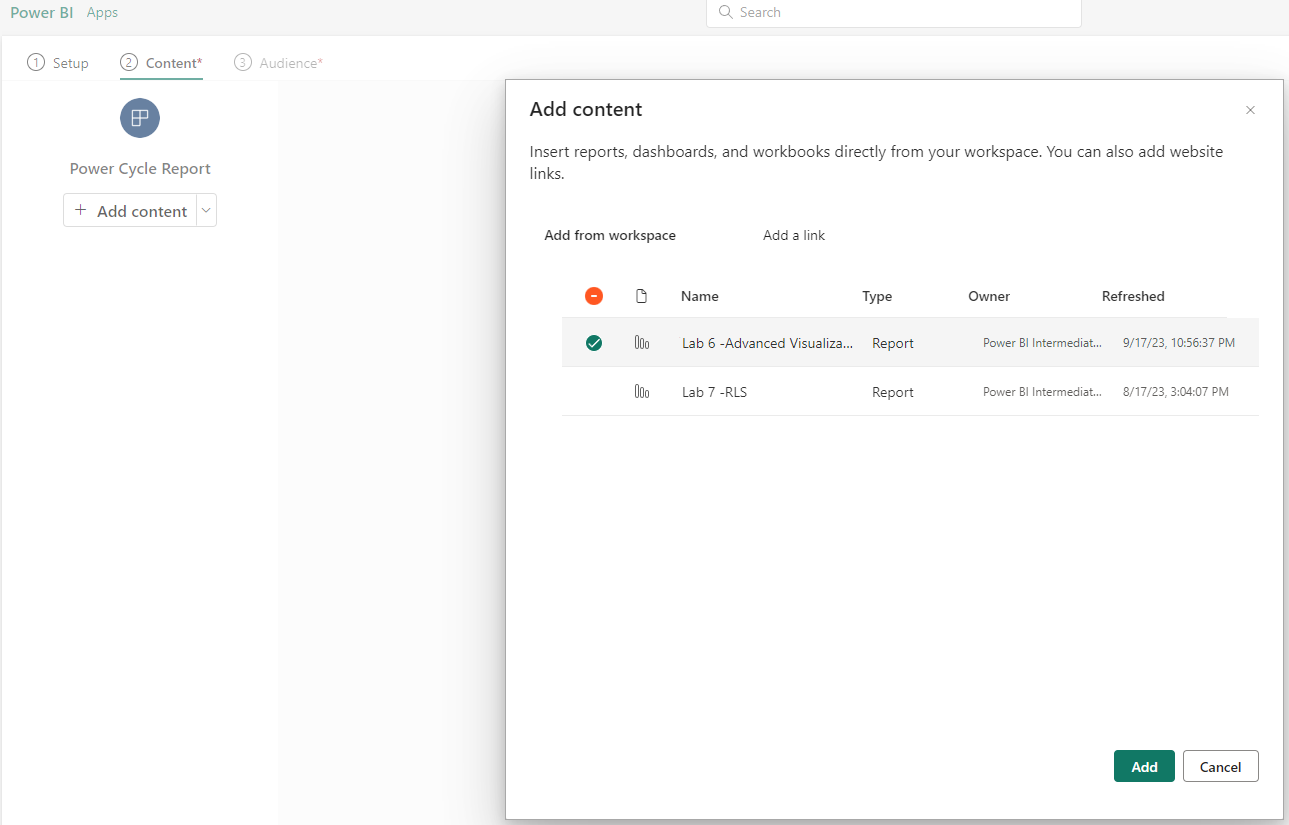 Power BI Apps
Search
1 Setup 2 Content* 3 Audience*
Power Cycle Report
+ Add content
Add content
Insert reports, dashboards, and workbooks directly from your workspace. You can also add website
links.
Add from workspace Add a link
Name Type Owner Refreshed
Lab 6 -Advanced Visualiza... Report Power BI Intermediat... 9/17/23, 10:56:37 PM
Lab 7 -RLS Report Power BI Intermediat... 8/17/23, 3:04:07 PM
Add Cancel